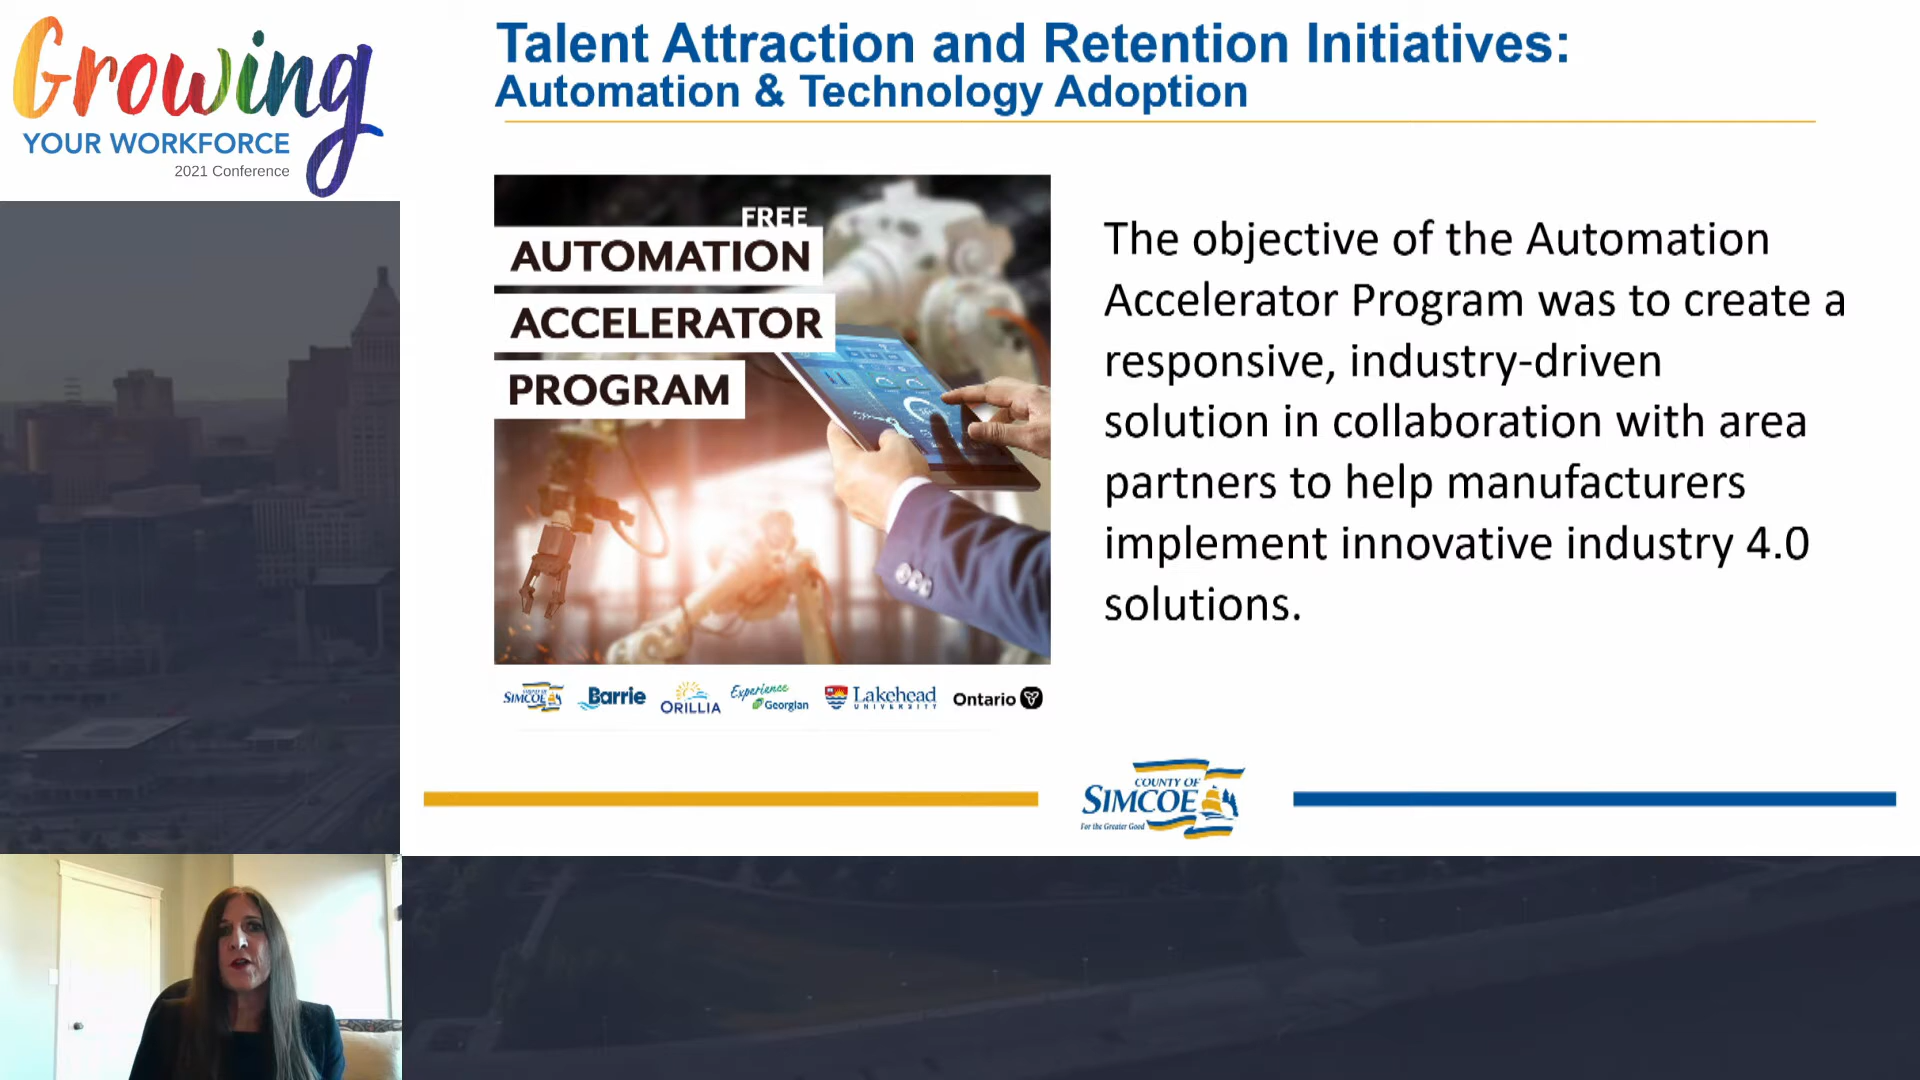 Growing
YOUR WORKFORCE
2021 Conference
Talent Attraction and Retention Initiatives:
Automation & Technology Adoption
FREE
AUTOMATION
ACCELERATOR
PROGRAM
The objective of the Automation
Accelerator Program was to create a
responsive, industry-driven
solution in collaboration with area
partners to help manufacturers
implement innovative industry 4.0
solutions.
COUNTY OF
SIMCOE
Barrie
ORILLIA
Experience
Georgian
Lakehead
UNIVERSITY
Ontario
COUNTY OF
SIMCOE
For the Greater Good